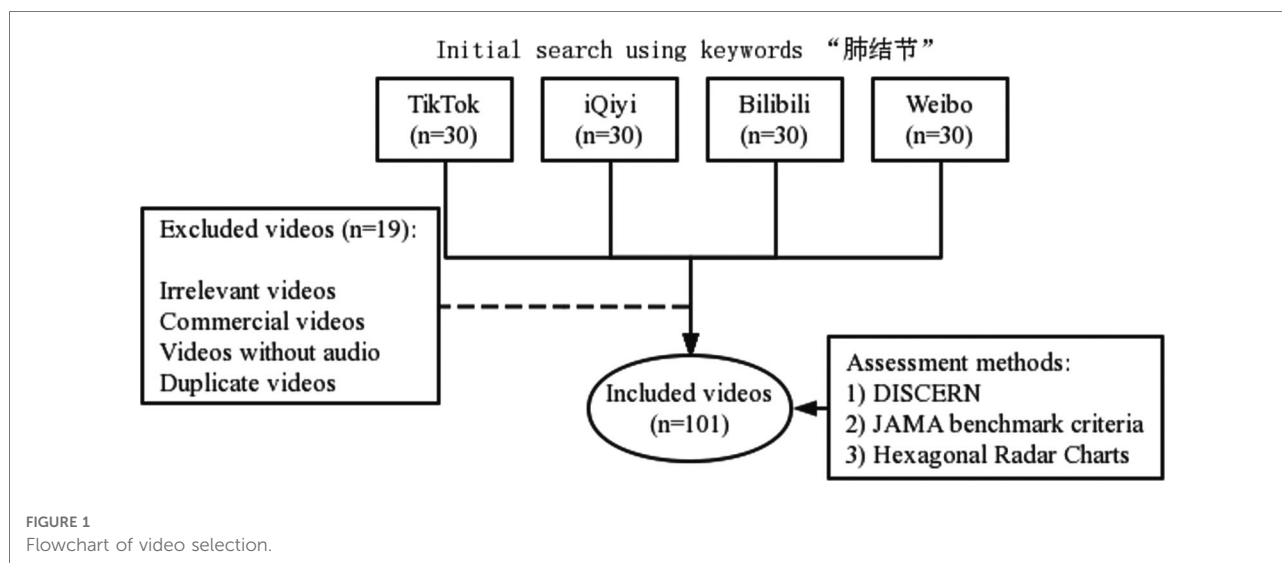 Initial search using keywords “肺结节”
TikTok
(n=30)
iQiyi
(n=30)
Bilibili
(n=30)
Weibo
(n=30)
Excluded videos (n=19):
Irrelevant videos
Commercial videos
Videos without audio
Duplicate videos
Included videos
(n=101)
Assessment methods:
1) DISCERN
2) JAMA benchmark criteria
3) Hexagonal Radar Charts
FIGURE 1
Flowchart of video selection.